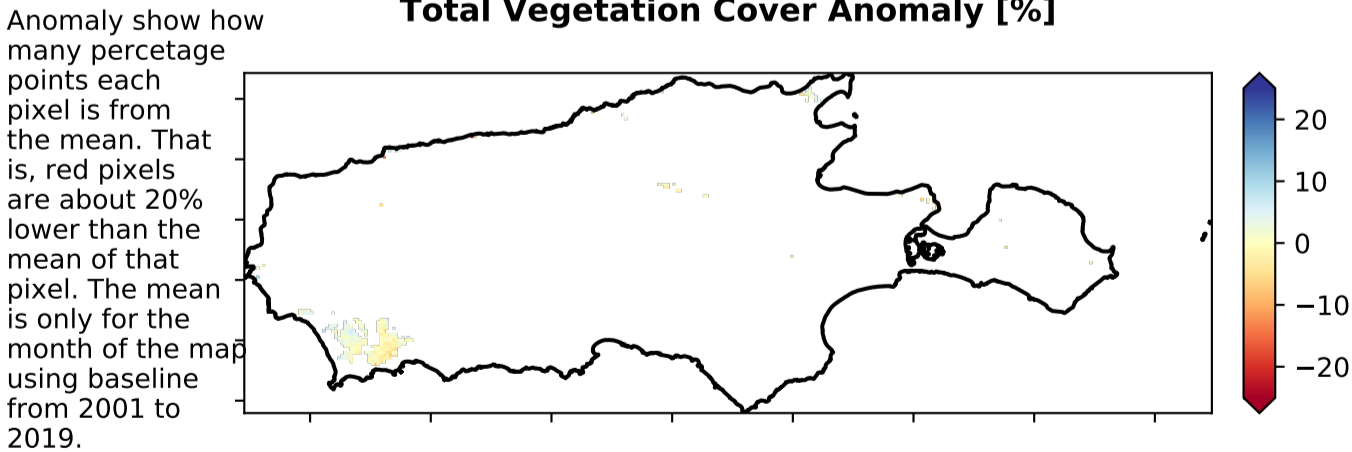 Total Vegetation Cover Anomaly [%]
Anomaly show how
many percetage
points each
pixel is from
the mean. That
is, red pixels
are about 20%
lower than the
mean of that
pixel. The mean
is only for the
month of the map
using baseline
from 2001 to
2019.
20
10
0
−10
−20